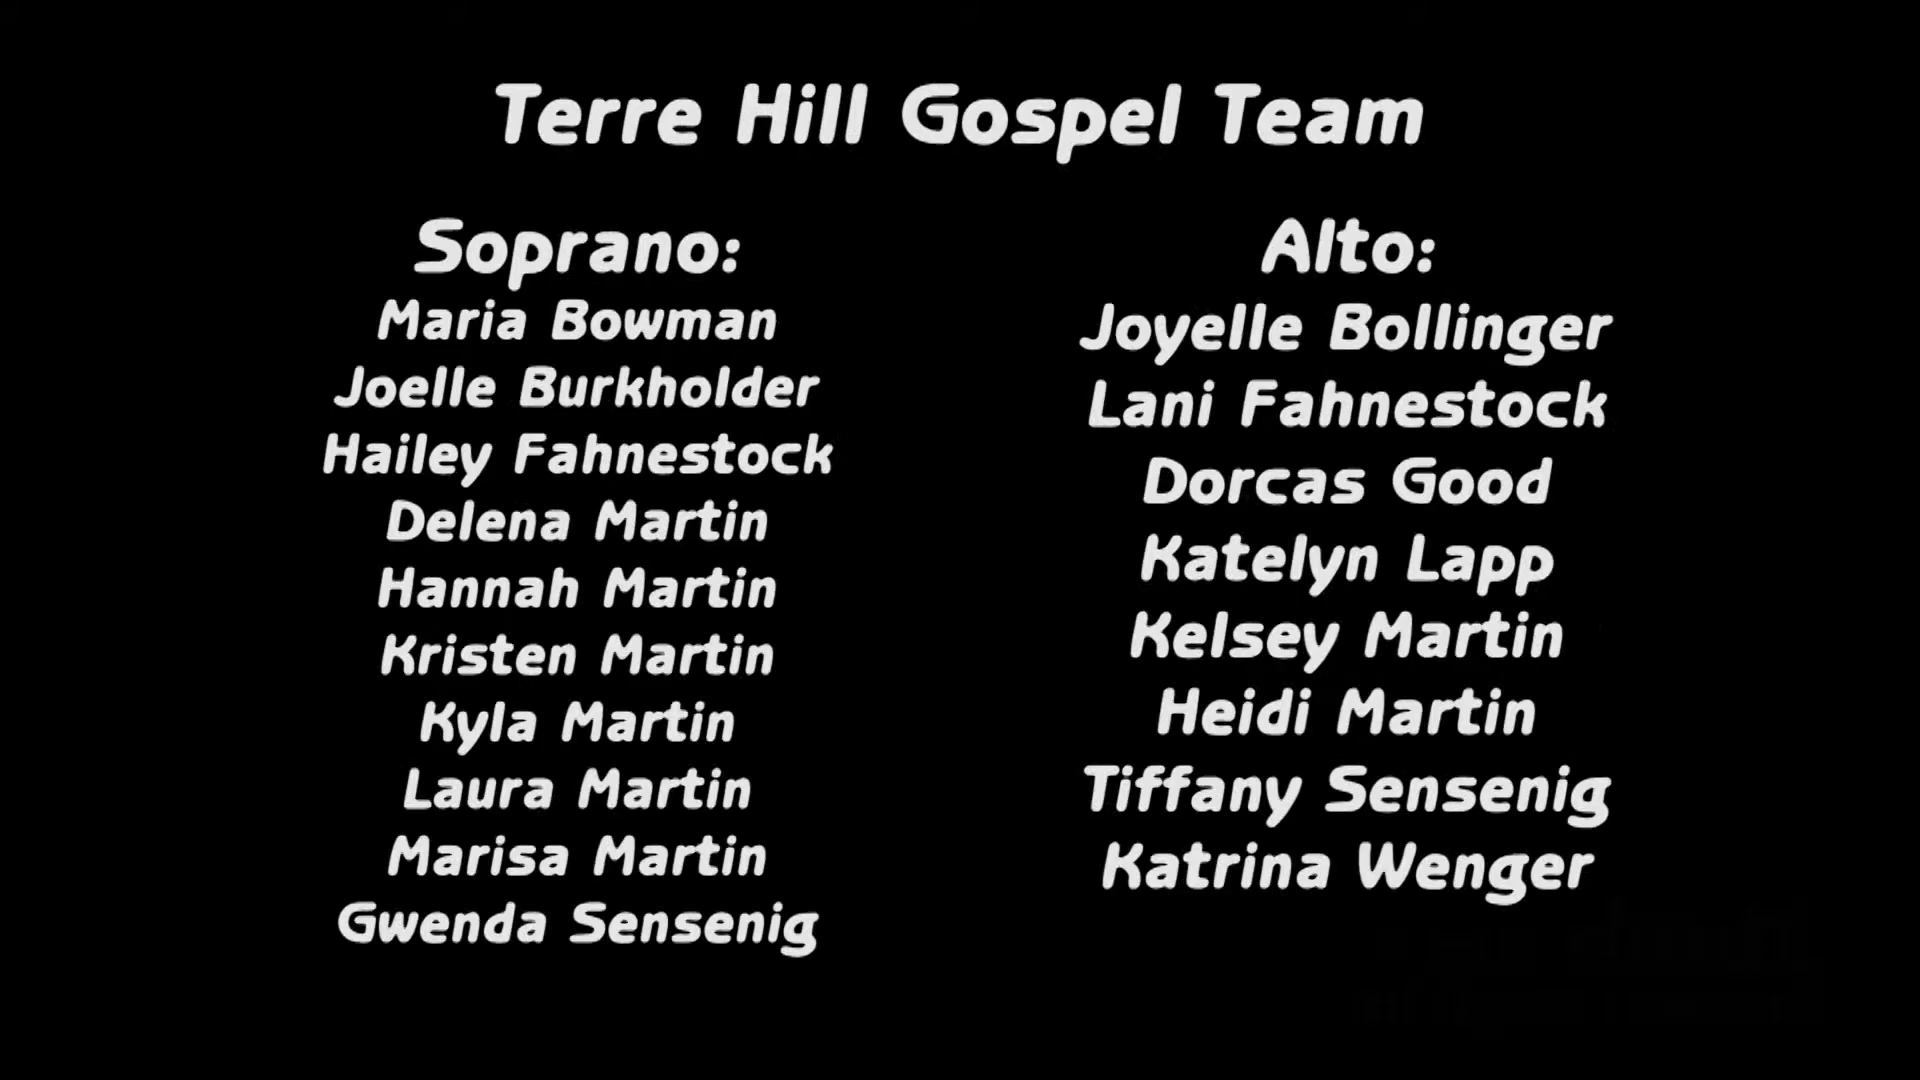 Terre Hill Gospel Team
Soprano:
Maria Bowman
Joelle Burkholder
Hailey Fahnestock
Delena Martin
Hannah Martin
Kristen Martin
Kyla Martin
Laura Martin
Marisa Martin
Gwenda Sensenig
Alto:
Joyelle Bollinger
Lani Fahnestock
Dorcas Good
Katelyn Lapp
Kelsey Martin
Heidi Martin
Tiffany Sensenig
Katrina Wenger